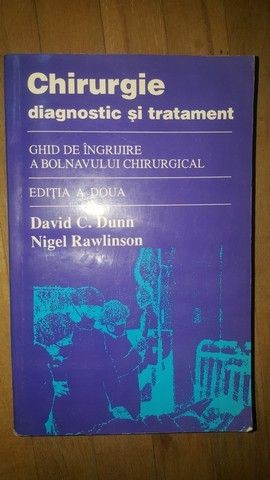 Chirurgie
diagnostic și tratament
GHID DE ÎNGRIJIRE
A BOLNAVULUI CHIRURGICAL
EDIȚIA A DOUA
David C. Dunn
Nigel Rawlinson